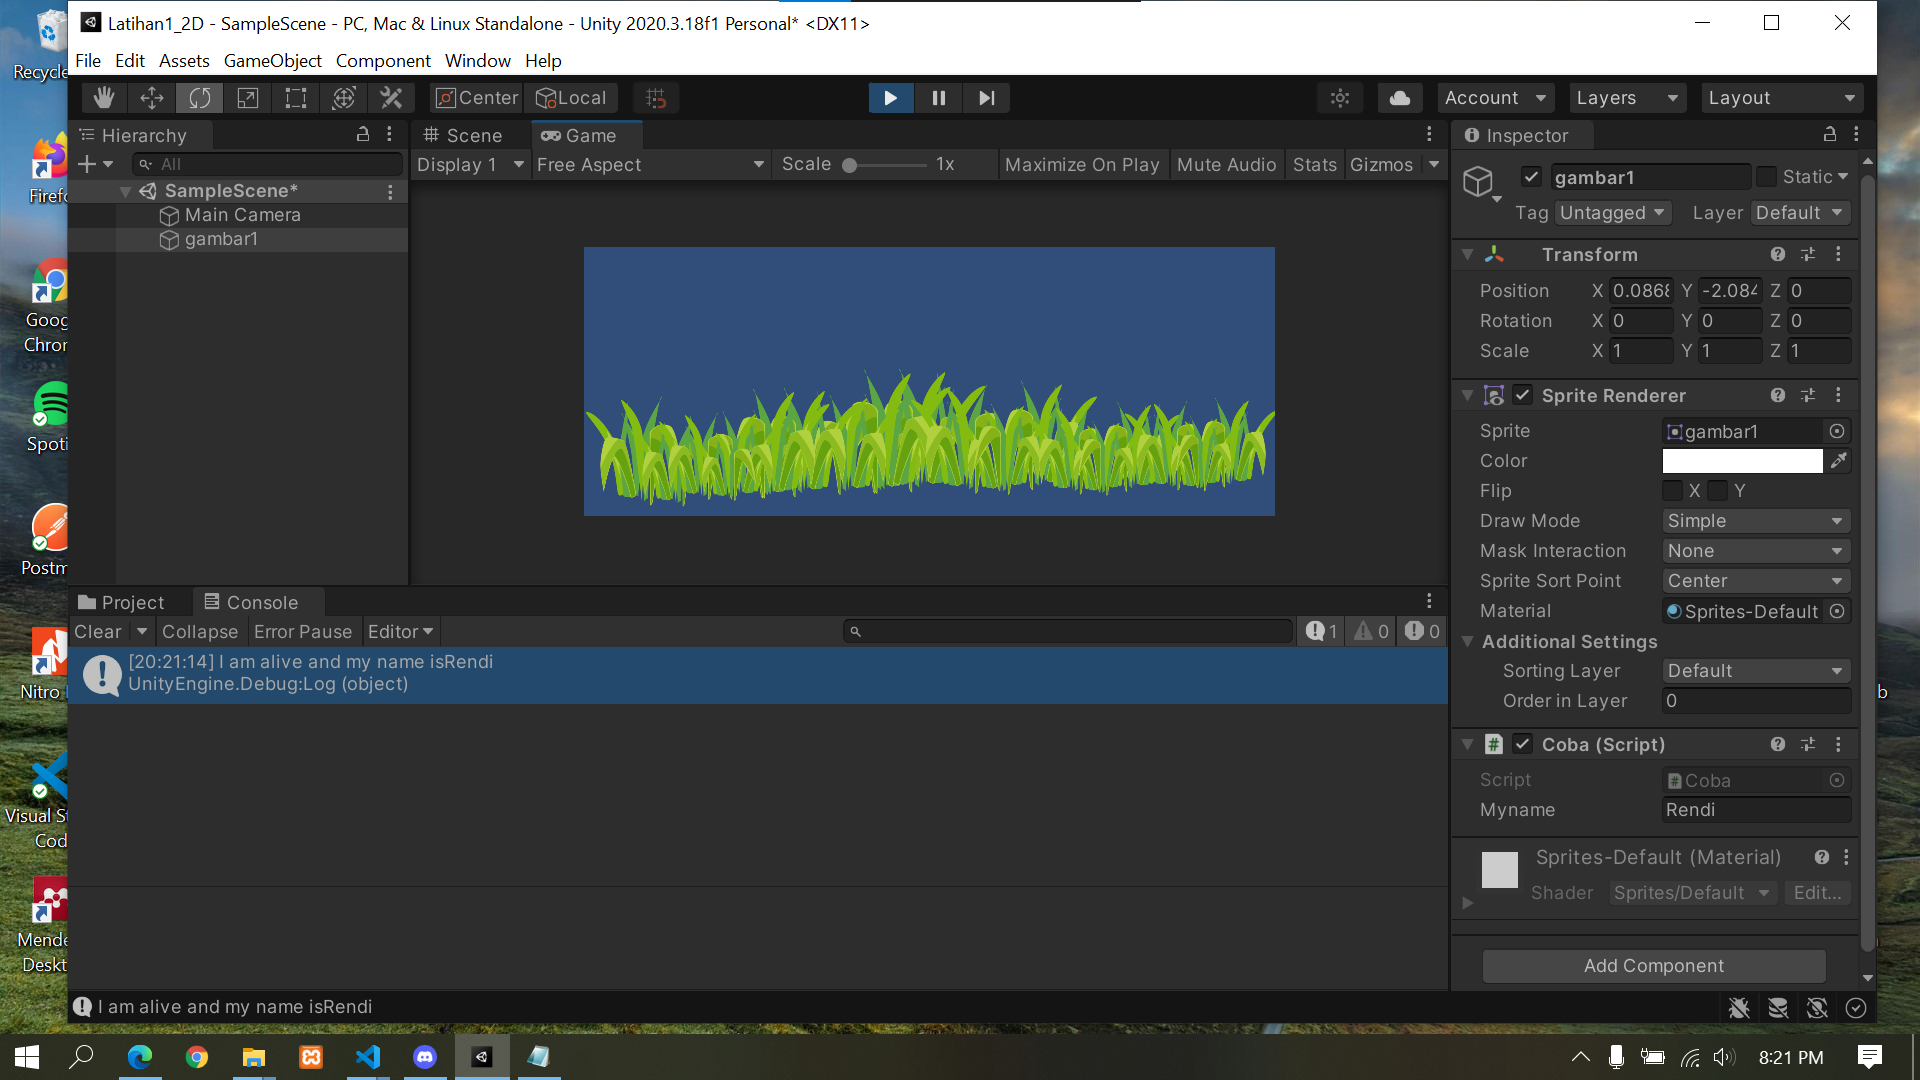 Latihan1_2D - SampleScene - PC, Mac & Linux Standalone - Unity 2020.3.18f1 Personal* <DX11>
File Edit Assets GameObject Component Window Help
Center Local Account Layers Layout
Hierarchy
All
SampleScene*
Main Camera
gambar1
Scene Game
Display 1 Free Aspect Scale 1x Maximize On Play Mute Audio Stats Gizmos
Inspector
gambar1 Static
Tag Untagged Layer Default
Transform
Position X 0.0868 Y -2.084 Z 0
Rotation X 0 Y 0 Z 0
Scale X 1 Y 1 Z 1
Sprite Renderer
Sprite gambar1
Color
Flip X Y
Draw Mode Simple
Mask Interaction None
Sprite Sort Point Center
Material Sprites-Default
Additional Settings
Sorting Layer Default
Order in Layer 0
Coba (Script)
Script Coba
Myname Rendi
Sprites-Default (Material)
Shader Sprites/Default Edit...
Add Component
Project Console
Clear Collapse Error Pause Editor 1 0 0
[20:21:14] I am alive and my name isRendi
UnityEngine.Debug:Log (object)
I am alive and my name isRendi
Recycle
Firefo
Goog
Chron
Spoti
Postm
Nitro
Visual St
Cod
Mende
Deskt
b
8:21 PM